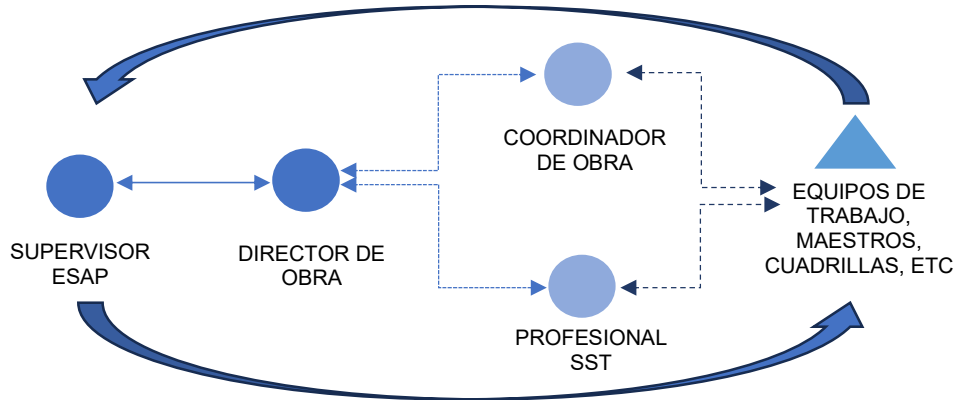 COORDINADOR
DE OBRA
SUPERVISOR
ESAP
DIRECTOR DE
OBRA
EQUIPOS DE
TRABAJO,
MAESTROS,
CUADRILLAS, ETC
PROFESIONAL
SST